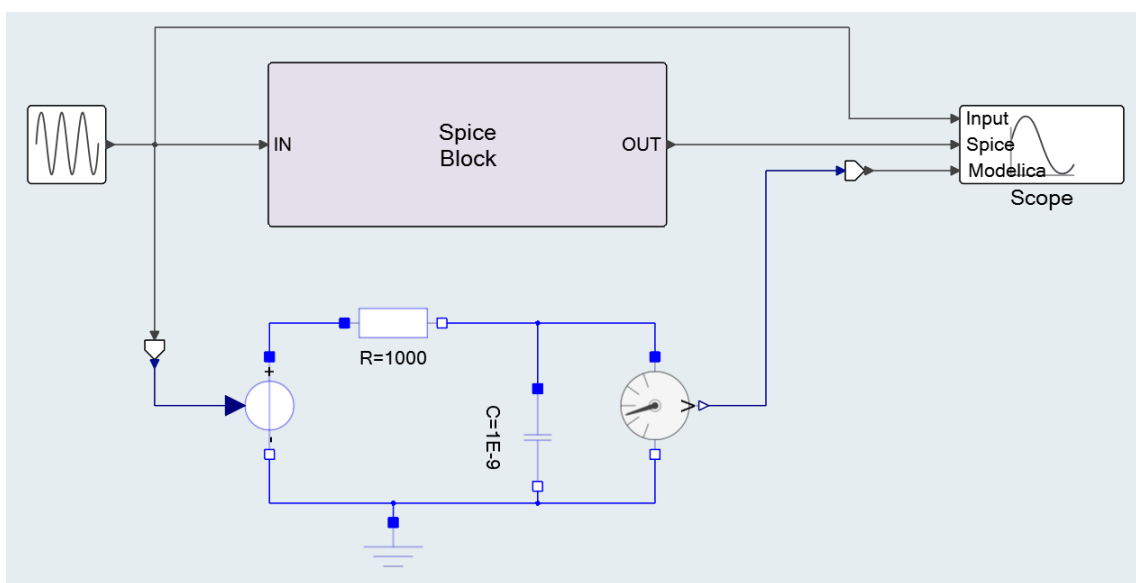 Spice
Block
IN
OUT
Input
Spice
Modelica
Scope
R=1000
+
-
C=1E-9
V